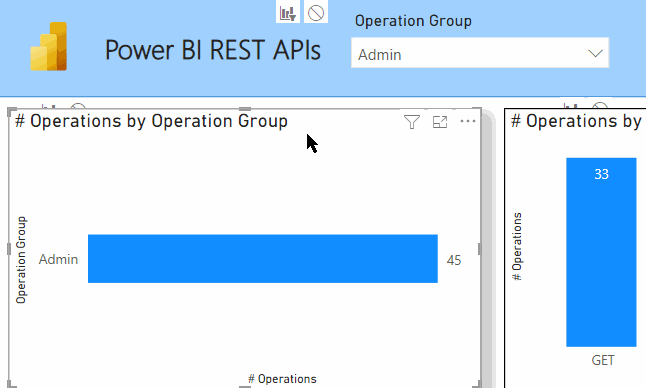 Operation Group
Power BI REST APIs
Admin
# Operations by Operation Group
# Operations by
33
# Operations
Operation Group
Admin
45
GET
# Operations